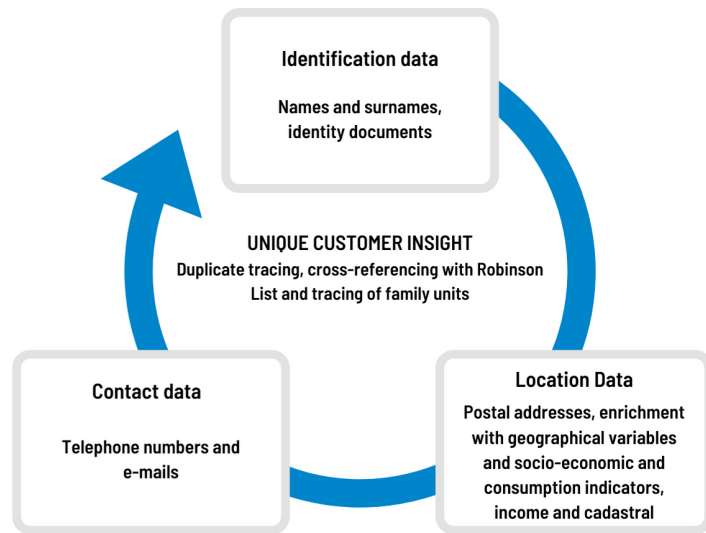 Identification data
Names and surnames,
identity documents
UNIQUE CUSTOMER INSIGHT
Duplicate tracing, cross-referencing with Robinson
List and tracing of family units
Contact data
Telephone numbers and
e-mails
Location Data
Postal addresses, enrichment
with geographical variables
and socio-economic and
consumption indicators,
income and cadastral